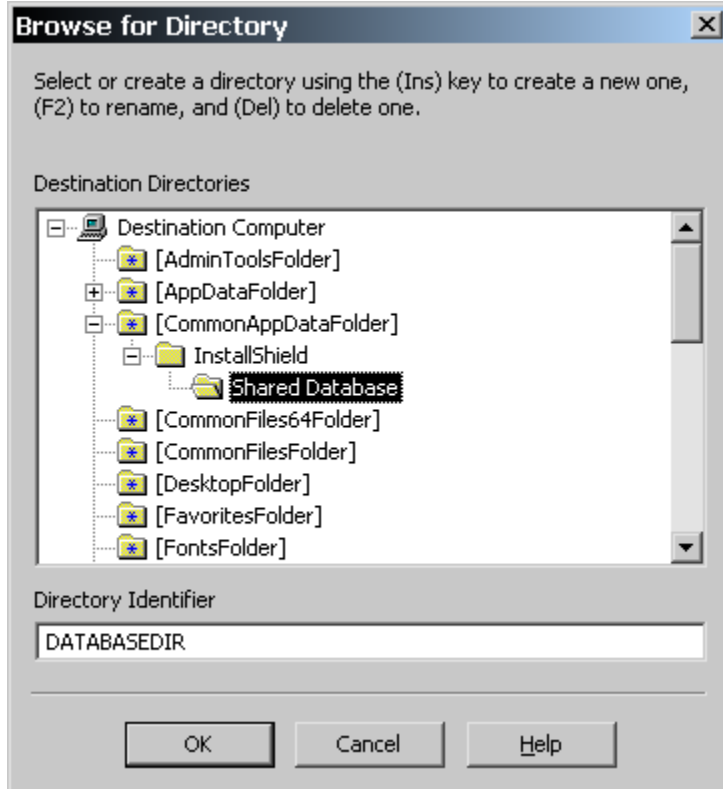 Browse for Directory
Select or create a directory using the (Ins) key to create a new one,
(F2) to rename, and (Del) to delete one.
Destination Directories
Destination Computer
[AdminToolsFolder]
[AppDataFolder]
[CommonAppDataFolder]
InstallShield
Shared Database
[CommonFiles64Folder]
[CommonFilesFolder]
[DesktopFolder]
[FavoritesFolder]
[FontsFolder]
Directory Identifier
DATABASEDIR
OK Cancel Help